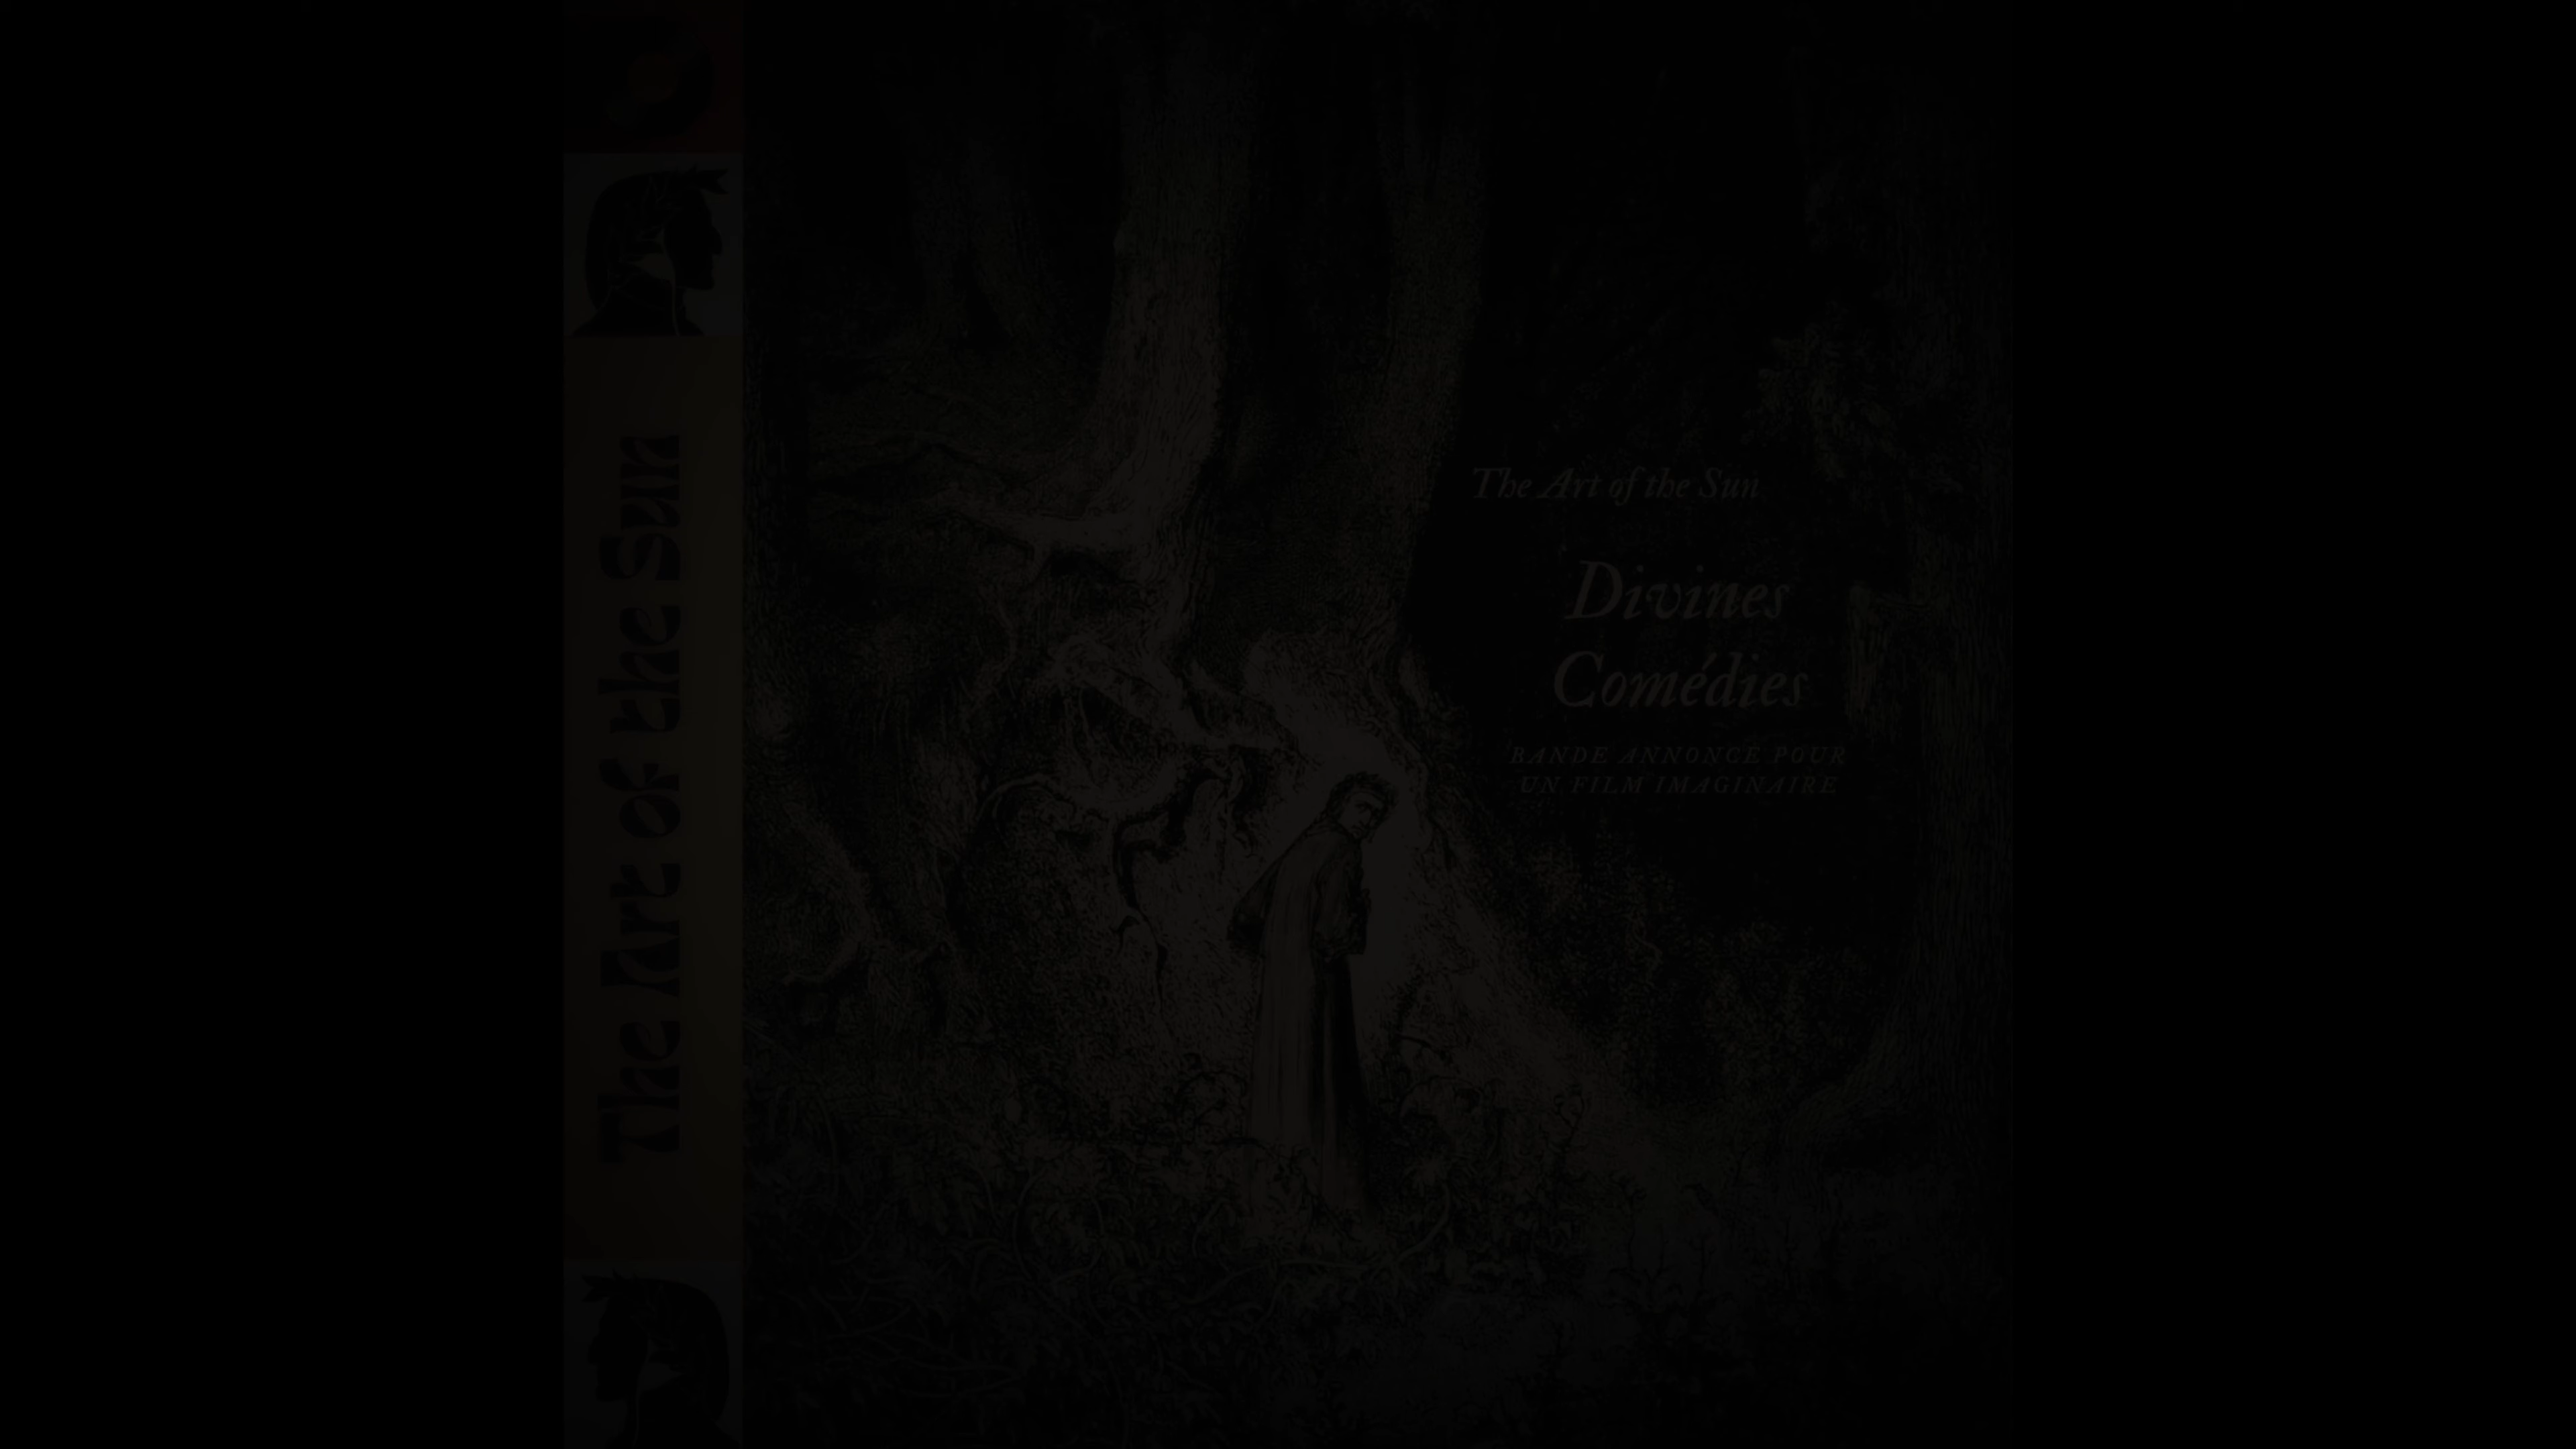 The Art of the Sun
The Art of the Sun
Divines
Comédies
BANDE ANNONCE POUR
UN FILM IMAGINAIRE